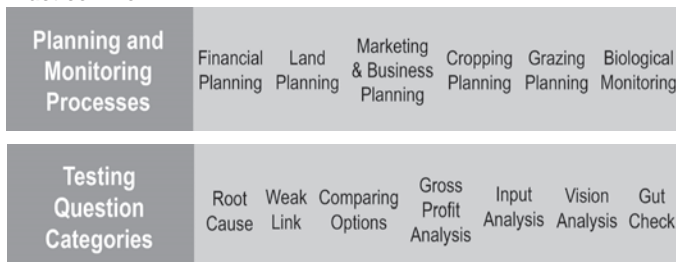 Planning and
Monitoring
Processes
Financial
Planning
Land
Planning
Marketing
& Business
Planning
Cropping
Planning
Grazing
Planning
Biological
Monitoring
Testing
Question
Categories
Root
Cause
Weak
Link
Comparing
Options
Gross
Profit
Analysis
Input
Analysis
Vision
Analysis
Gut
Check